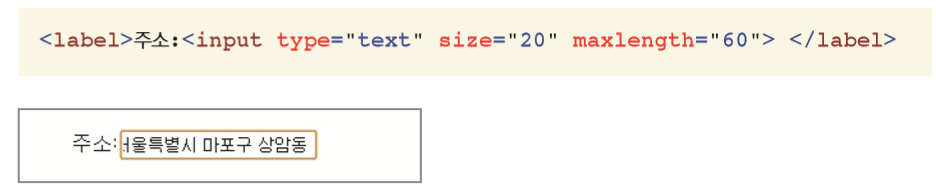 <label>주소:<input type="text" size="20" maxlength="60"> </label>
주소: 울특별시 마포구 상암동